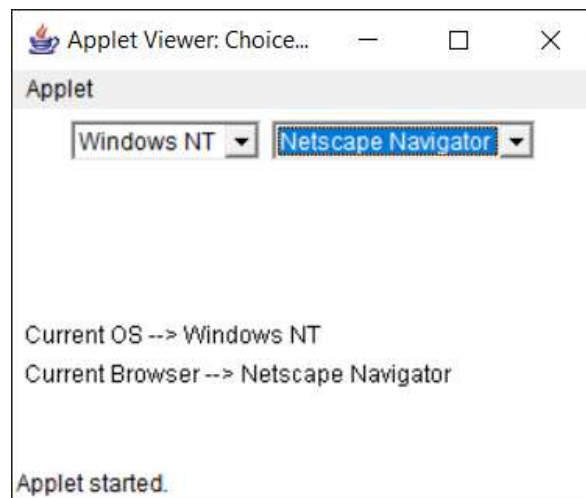 Applet Viewer: Choice...
Applet
Windows NT Netscape Navigator
Current OS --> Windows NT
Current Browser --> Netscape Navigator
Applet started.